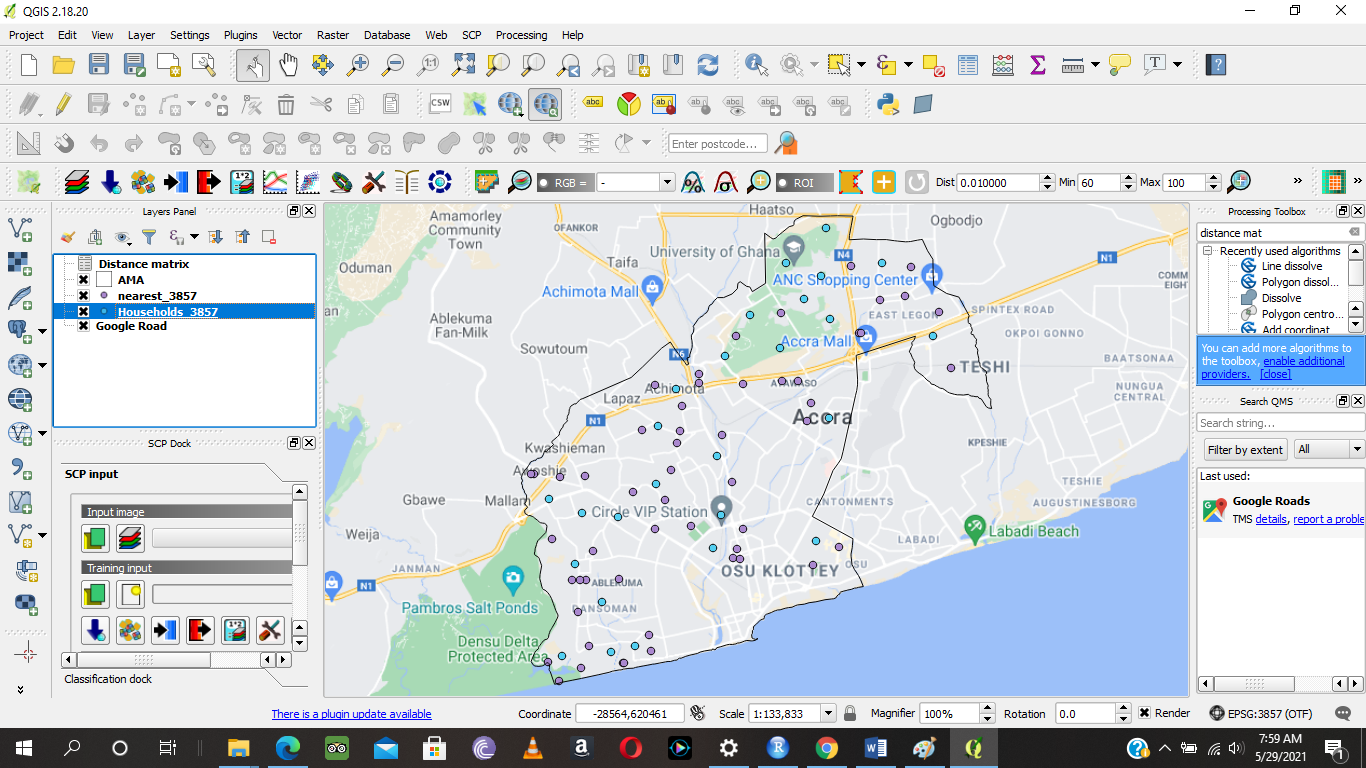 QGIS 2.18.20
Project Edit View Layer Settings Plugins Vector Raster Database Web SCP Processing Help
CSW abc abc
Enter postcode...
RGB = - ROI Dist 0.010000 Min 60 Max 100
Layers Panel
Distance matrix
AMA
nearest_3857
Households_3857
Google Road
SCP Dock
SCP input
Input image
Training input
Classification dock
Haatso
Amamorley Community Town
OFANKOR
Ogbodjo
Taifa
University of Ghana
N4
N1
Oduman
ANC Shopping Center
COMM
EIGH
Achimota Mall
SPINTEX ROAD
EAST LEGON
Ablekuma Fan-Milk
OKPOI GONNO
Accra Mall
Sowutoum
N6
BAATSONAA
TESHI
Achimota
NUNGUA CENTRAL
Lapaz
N1
Accra
KPESHIE
Kwashieman
Awoshie
TESHIE
Gbawe
Mallam
CANTONMENTS
AUGUSTINESBORG
Circle VIP Station
Weija
LABADI
Labadi Beach
JANMAN
OSU
OSU KLOTTEY
ABLEKUMA
N1
Pambros Salt Ponds
DANSOMAN
Densu Delta Protected Area
Processing Toolbox
distance mat
Recently used algorithms
Line dissolve
Polygon dissol...
Dissolve
Polygon centro...
Add coordinat
You can add more algorithms to
the toolbox, enable additional
providers. [close]
Search QMS
Search string...
Filter by extent All
Last used:
Google Roads
TMS details, report a proble
There is a plugin update available Coordinate -28564,620461 Scale 1:133,833 Magnifier 100% Rotation 0.0 Render EPSG:3857 (OTF)
7:59 AM
5/29/2021